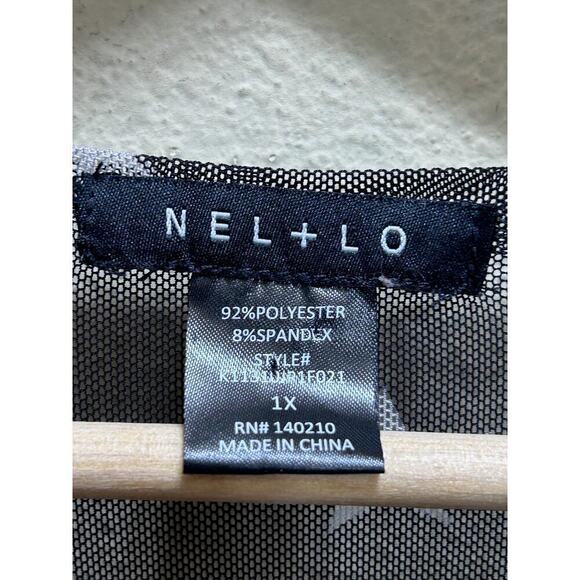 NEL+LO
92%POLYESTER
8%SPANDEX
STYLE#
1X
RN# 140210
MADE IN CHINA